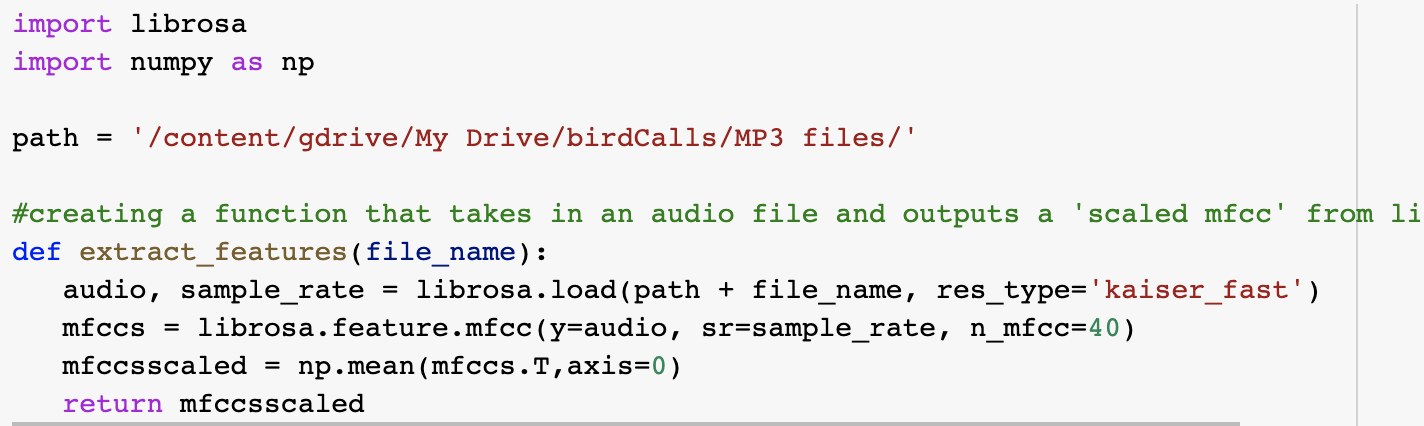 import librosa
import numpy as np
path = '/content/gdrive/My Drive/birdCalls/MP3 files/'
#creating a function that takes in an audio file and outputs a 'scaled mfcc' from li
def extract_features(file_name):
audio, sample_rate = librosa.load(path + file_name, res_type='kaiser_fast')
mfccs = librosa.feature.mfcc(y=audio, sr=sample_rate, n_mfcc=40)
mfccsscaled = np.mean(mfccs.T,axis=0)
return mfccsscaled